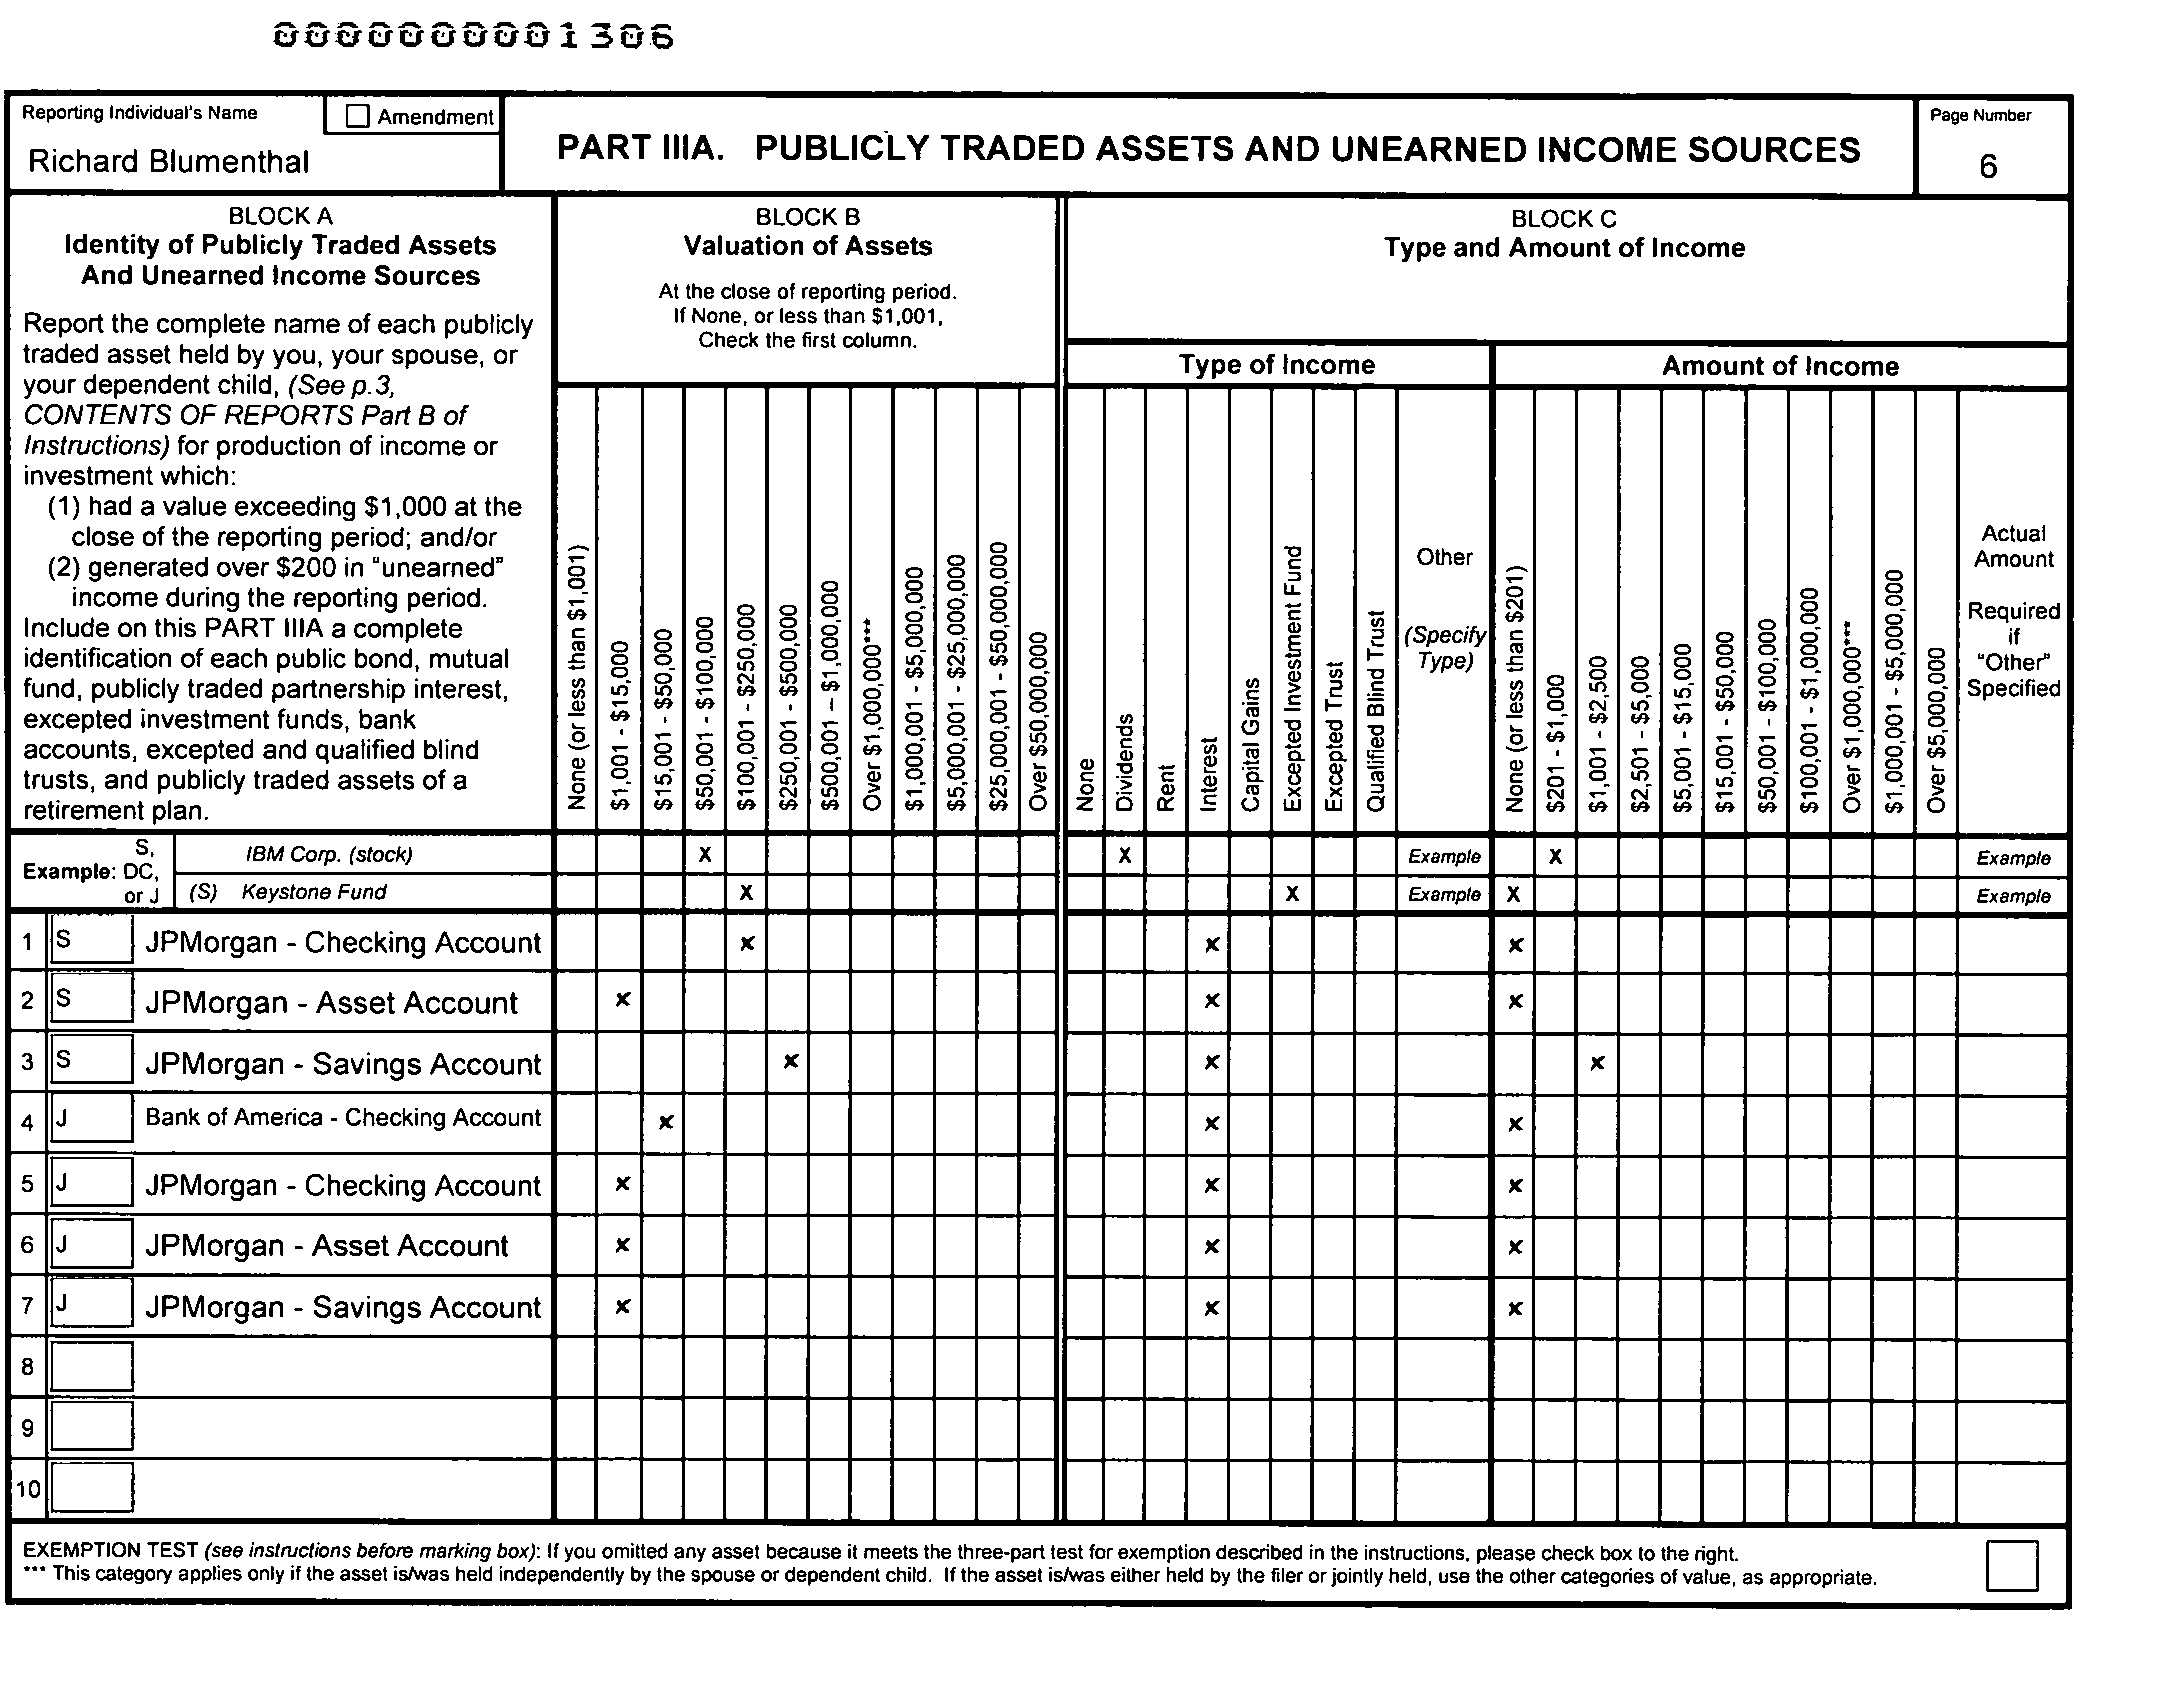 000000001306
Reporting Individual's Name
Amendment
Richard Blumenthal
PART IIIA. PUBLICLY TRADED ASSETS AND UNEARNED INCOME SOURCES
Page Number
6
BLOCK A
Identity of Publicly Traded Assets
And Unearned Income Sources
Report the complete name of each publicly
traded asset held by you, your spouse, or
your dependent child, (See p.3,
CONTENTS OF REPORTS Part B of
Instructions) for production of income or
investment which:
(1) had a value exceeding $1,000 at the
close of the reporting period; and/or
(2) generated over $200 in "unearned"
income during the reporting period.
Include on this PART IIIA a complete
identification of each public bond, mutual
fund, publicly traded partnership interest,
excepted investment funds, bank
accounts, excepted and qualified blind
trusts, and publicly traded assets of a
retirement plan.
BLOCK B
Valuation of Assets
At the close of reporting period.
If None, or less than $1,001,
Check the first column.
None (or less than $1,001)
$1,001 - $15,000
$15,001 - $50,000
$50,001 - $100,000
$100,001 - $250,000
$250,001 - $500,000
$500,001 – $1,000,000
Over $1,000,000***
$1,000,001 - $5,000,000
$5,000,001 - $25,000,000
$25,000,001 - $50,000,000
Over $50,000,000
BLOCK C
Type and Amount of Income
Type of Income
None
Dividends
Rent
Interest
Capital Gains
Excepted Investment Fund
Excepted Trust
Qualified Blind Trust
Other
(Specify
Type)
Amount of Income
None (or less than $201)
$201 - $1,000
$1,001 - $2,500
$2,501 - $5,000
$5,001 - $15,000
$15,001 - $50,000
$50,001 - $100,000
$100,001 - $1,000,000
Over $1,000,000***
$1,000,001 - $5,000,000
Over $5,000,000
Actual
Amount
Required
if
"Other"
Specified
Example: S, DC, or J
IBM Corp. (stock) X X Example X Example
(S) Keystone Fund X X Example X Example
1 S JPMorgan - Checking Account x x x
2 S JPMorgan - Asset Account x x x
3 S JPMorgan - Savings Account x x x
4 J Bank of America - Checking Account x x x
5 J JPMorgan - Checking Account x x x
6 J JPMorgan - Asset Account x x x
7 J JPMorgan - Savings Account x x x
8
9
10
EXEMPTION TEST (see instructions before marking box): If you omitted any asset because it meets the three-part test for exemption described in the instructions, please check box to the right.
*** This category applies only if the asset is/was held independently by the spouse or dependent child. If the asset is/was either held by the filer or jointly held, use the other categories of value, as appropriate.